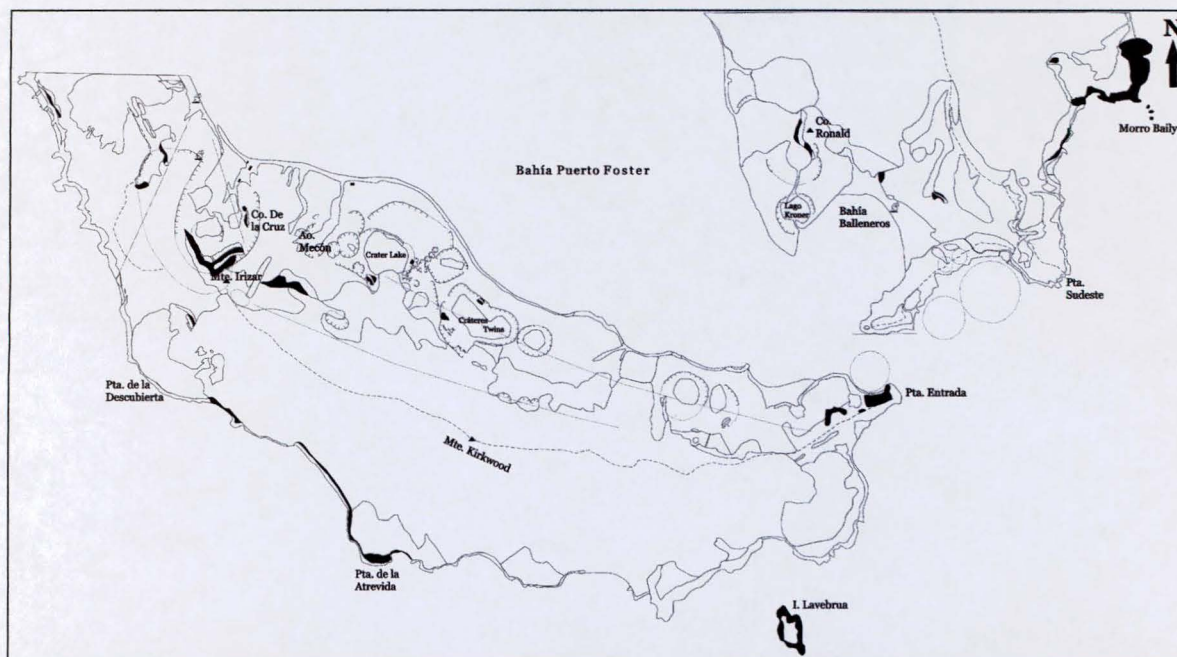 N
Morro Baily
Co.
Ronald
Bahía Puerto Foster
Lago
Kroner
Bahía
Balleneros
Co. De
la Cruz
Ao.
Mecón
Crater Lake
Mte. Irizar
Pta.
Sudeste
Cráteres
Twins
Pta. de la
Descubierta
Pta. Entrada
Mte. Kirkwood
Pta. de la
Atrevida
I. Lavebrua